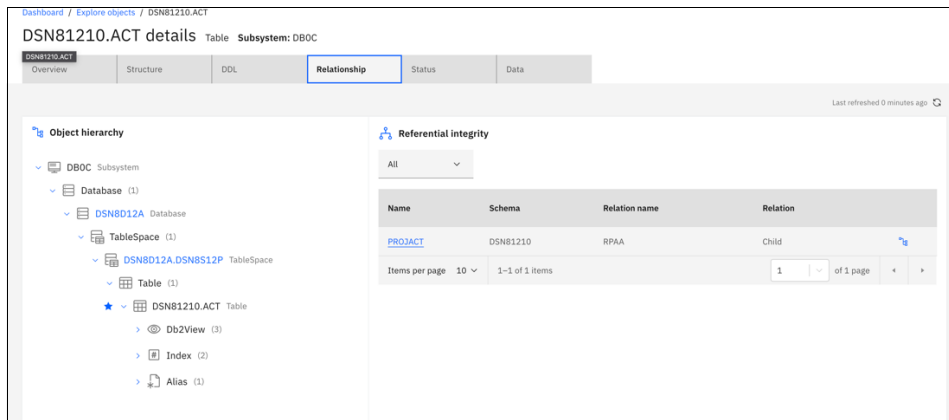 Dashboard / Explore objects / DSN81210.ACT
DSN81210.ACT details Table Subsystem: DB0C
DSN81210.ACT
Overview Structure DDL Relationship Status Data
Last refreshed 0 minutes ago
Object hierarchy
DB0C Subsystem
Database (1)
DSN8D12A Database
TableSpace (1)
DSN8D12A.DSN8S12P TableSpace
Table (1)
DSN81210.ACT Table
Db2View (3)
Index (2)
Alias (1)
Referential integrity
All
Name Schema Relation name Relation
PROJACT DSN81210 RPAA Child
Items per page 10 1–1 of 1 items 1 of 1 page